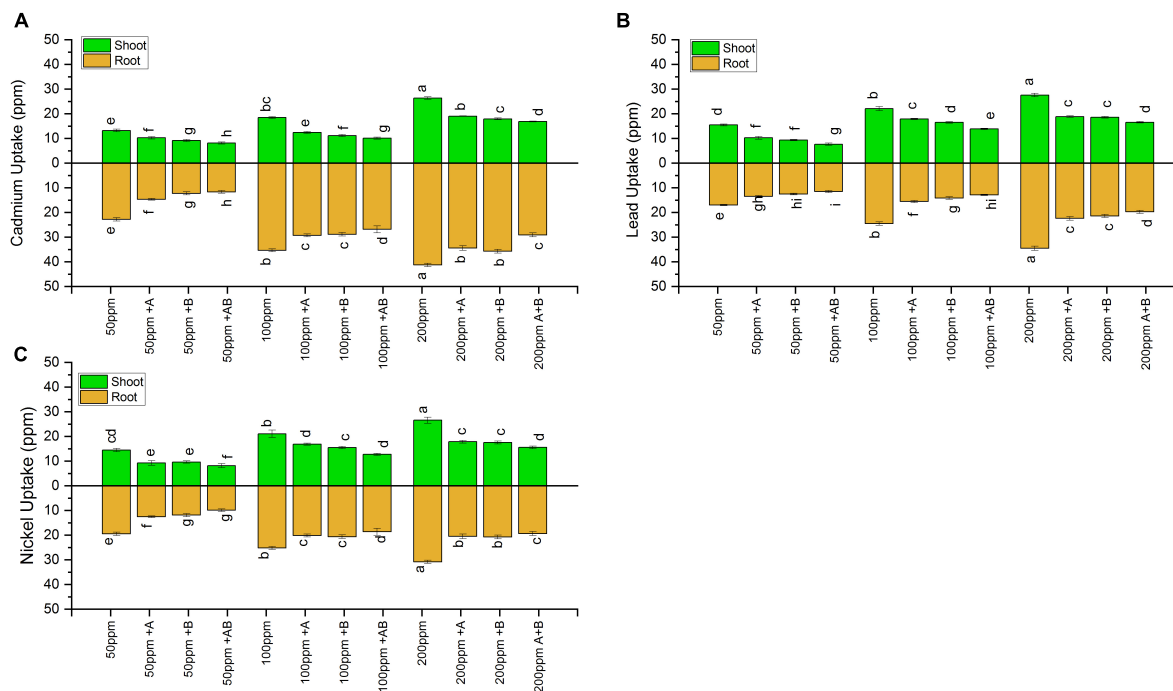 A
Cadmium Uptake (ppm)
50
40
30
20
10
0
10
20
30
40
50
Shoot
Root
e f g h bc e f g a b c d
e f g h b c c d a b b c
50ppm
50ppm +A
50ppm +B
50ppm +AB
100ppm
100ppm +A
100ppm +B
100ppm +AB
200ppm
200ppm +A
200ppm +B
200ppm A+B
B
Lead Uptake (ppm)
50
40
30
20
10
0
10
20
30
40
50
Shoot
Root
d f f g b c d e a c c d
e gh hi i b f g hi a c c d
50ppm
50ppm +A
50ppm +B
50ppm +AB
100ppm
100ppm +A
100ppm +B
100ppm +AB
200ppm
200ppm +A
200ppm +B
200ppm A+B
C
Nickel Uptake (ppm)
50
40
30
20
10
0
10
20
30
40
50
Shoot
Root
cd e e f b d c d a c c d
e f g g b c c d a b b c
50ppm
50ppm +A
50ppm +B
50ppm +AB
100ppm
100ppm +A
100ppm +B
100ppm +AB
200ppm
200ppm +A
200ppm +B
200ppm A+B